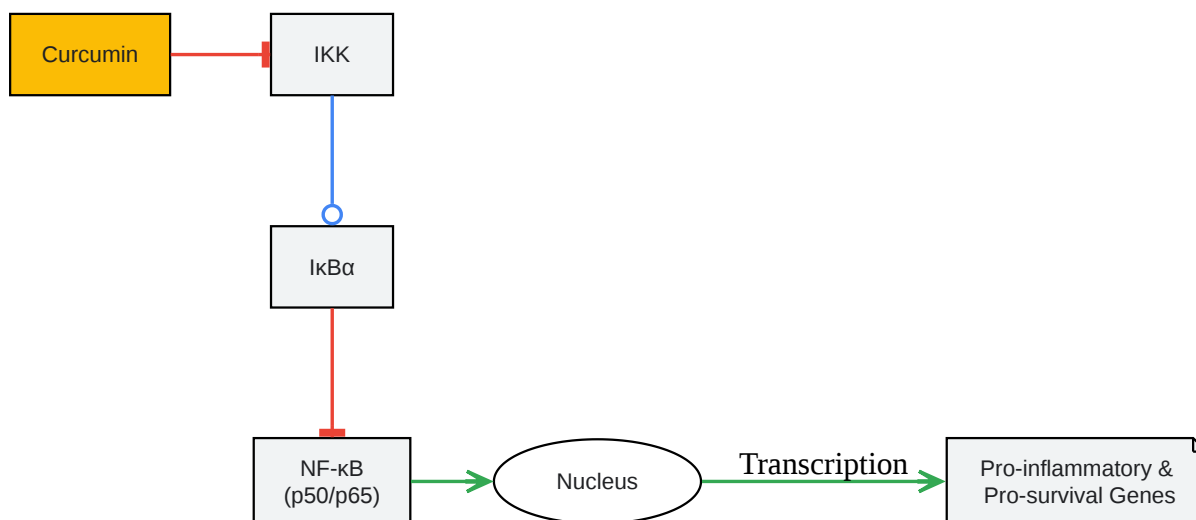 Curcumin
IKK
IκBα
NF-κB
(p50/p65)
Nucleus
Transcription
Pro-inflammatory &
Pro-survival Genes